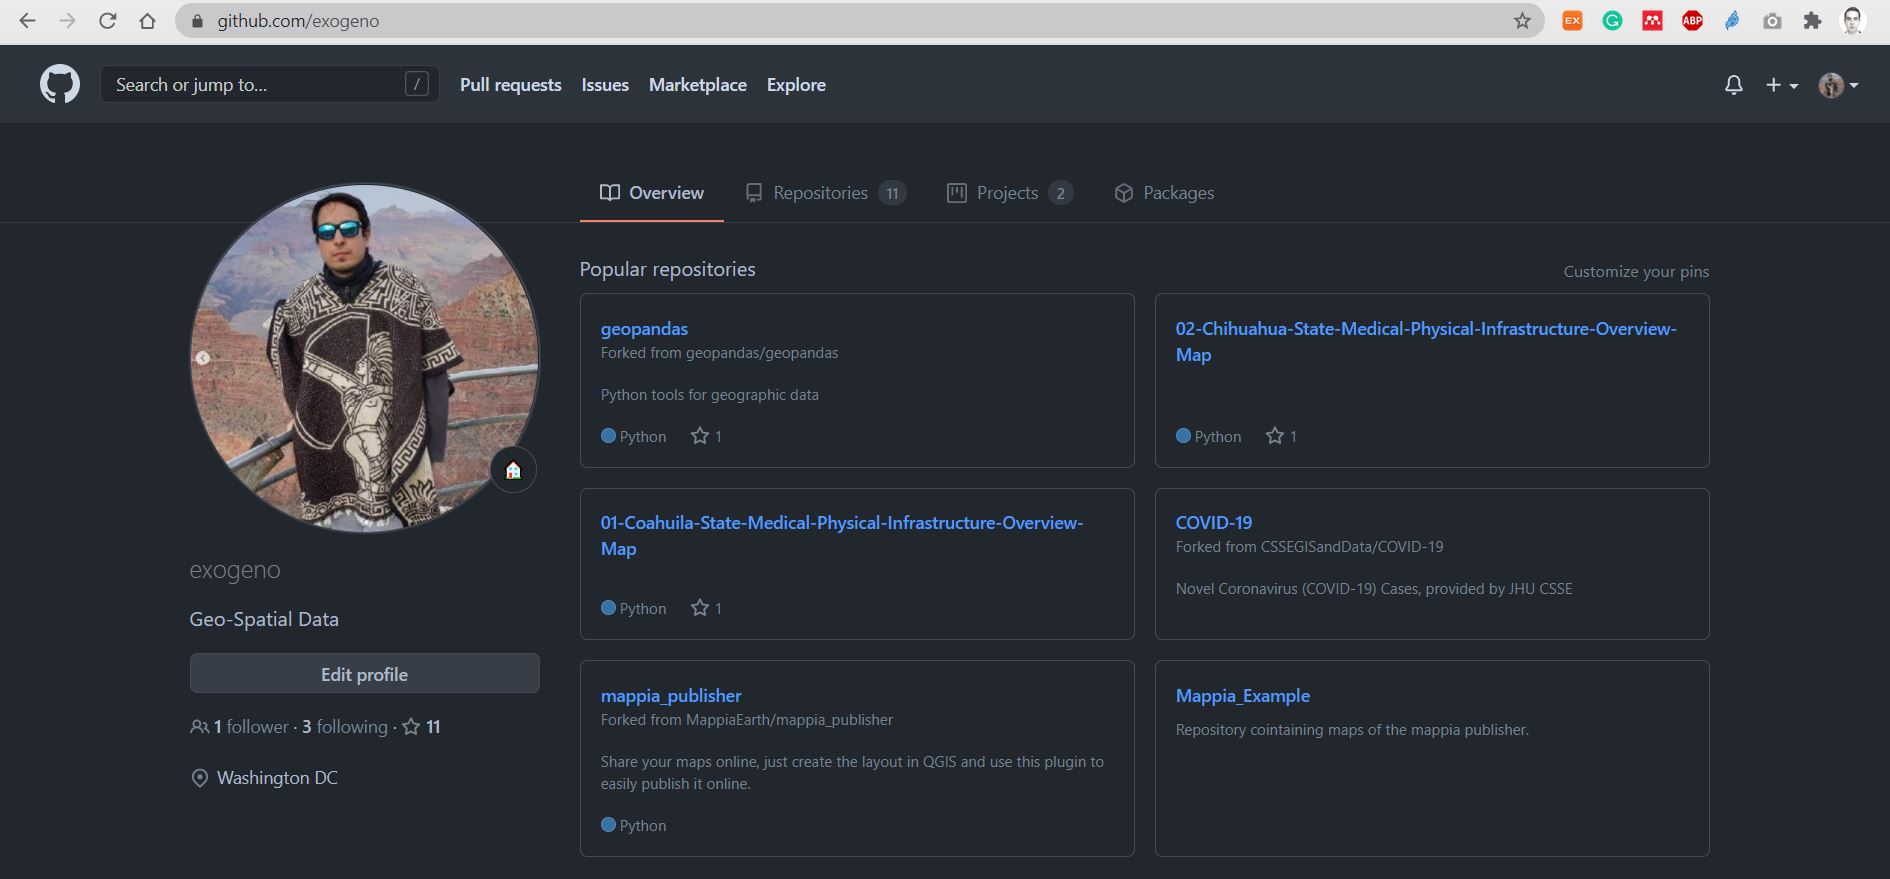 github.com/exogeno
EX
ABP
Search or jump to...
/
Pull requests
Issues
Marketplace
Explore
Overview
Repositories 11
Projects 2
Packages
exogeno
Geo-Spatial Data
Edit profile
1 follower · 3 following · 11
Washington DC
Popular repositories
Customize your pins
geopandas
Forked from geopandas/geopandas
Python tools for geographic data
Python 1
02-Chihuahua-State-Medical-Physical-Infrastructure-Overview-
Map
Python 1
01-Coahuila-State-Medical-Physical-Infrastructure-Overview-
Map
Python 1
COVID-19
Forked from CSSEGISandData/COVID-19
Novel Coronavirus (COVID-19) Cases, provided by JHU CSSE
mappia_publisher
Forked from MappiaEarth/mappia_publisher
Share your maps online, just create the layout in QGIS and use this plugin to
easily publish it online.
Python
Mappia_Example
Repository cointaining maps of the mappia publisher.